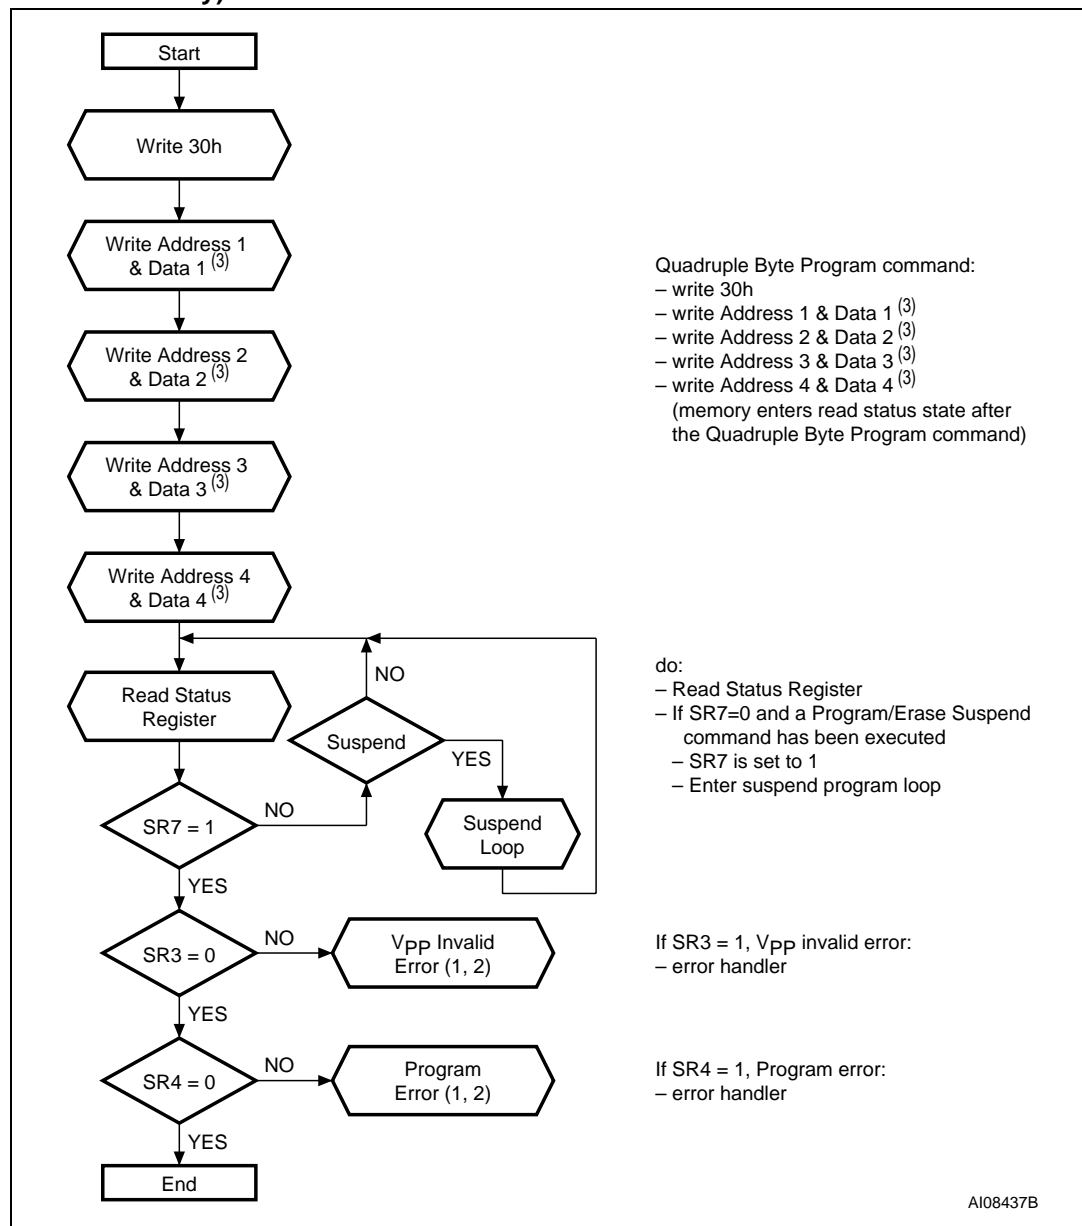 y)
Start
Write 30h
Write Address 1
& Data 1 (3)
Write Address 2
& Data 2 (3)
Write Address 3
& Data 3 (3)
Write Address 4
& Data 4 (3)
Quadruple Byte Program command:
– write 30h
– write Address 1 & Data 1 (3)
– write Address 2 & Data 2 (3)
– write Address 3 & Data 3 (3)
– write Address 4 & Data 4 (3)
(memory enters read status state after
the Quadruple Byte Program command)
Read Status
Register
NO
Suspend
YES
Suspend
Loop
SR7 = 1
NO
YES
do:
– Read Status Register
– If SR7=0 and a Program/Erase Suspend
command has been executed
– SR7 is set to 1
– Enter suspend program loop
SR3 = 0
NO
VPP Invalid
Error (1, 2)
YES
If SR3 = 1, VPP invalid error:
– error handler
SR4 = 0
NO
Program
Error (1, 2)
YES
If SR4 = 1, Program error:
– error handler
End
AI08437B